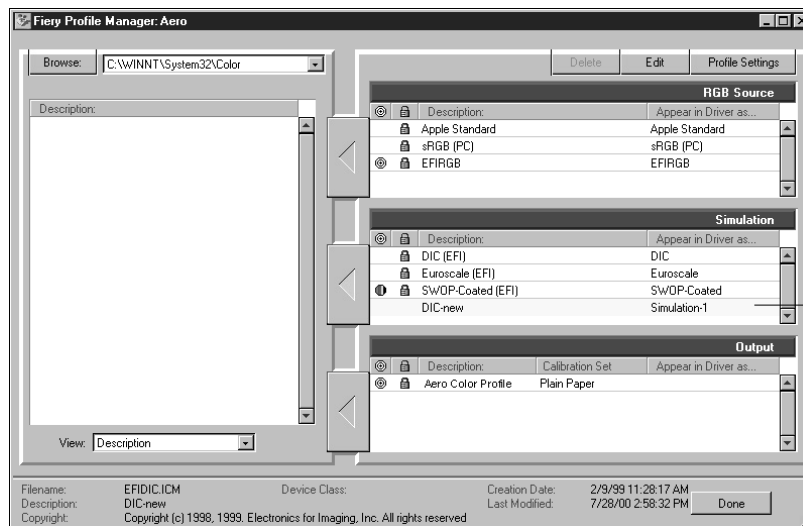 Fiery Profile Manager: Aero
Browse: C:\WINNT\System32\Color
Delete Edit Profile Settings
Description:
RGB Source
Description: Appear in Driver as...
Apple Standard Apple Standard
sRGB (PC) sRGB (PC)
EFIRGB EFIRGB
Simulation
Description: Appear in Driver as...
DIC (EFI) DIC
Euroscale (EFI) Euroscale
SWOP-Coated (EFI) SWOP-Coated
DIC-new Simulation-1
Output
Description: Calibration Set Appear in Driver as...
Aero Color Profile Plain Paper
View: Description
Filename: EFIDIC.ICM Device Class: Creation Date: 2/9/99 11:28:17 AM
Description: DIC-new Last Modified: 7/28/00 2:58:32 PM Done
Copyright: Copyright (c) 1998, 1999. Electronics for Imaging, Inc. All rights reserved